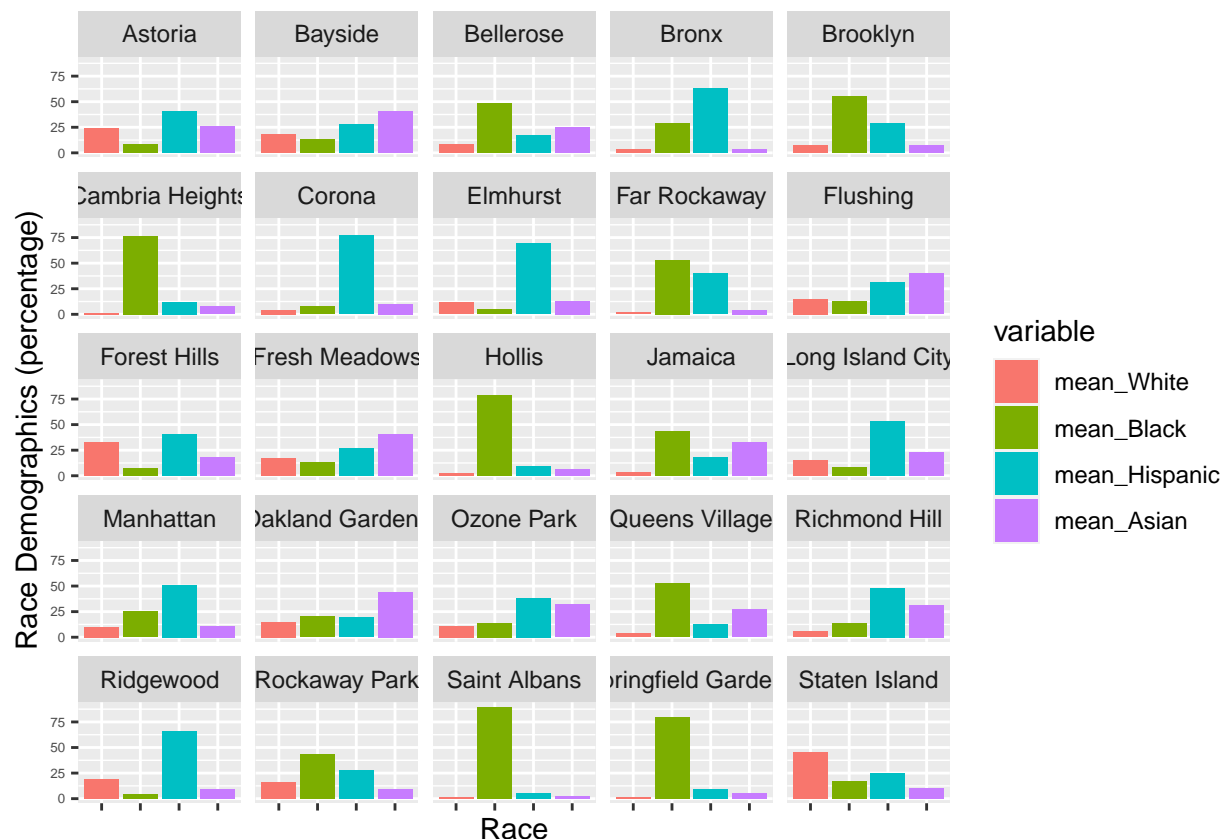 Astoria
Bayside
Bellerose
Bronx
Brooklyn
75
50
25
0
Cambria Heights
Corona
Elmhurst
Far Rockaway
Flushing
75
50
25
0
Forest Hills
Fresh Meadows
Hollis
Jamaica
Long Island City
75
50
25
0
Manhattan
Oakland Garden
Ozone Park
Queens Village
Richmond Hill
75
50
25
0
Ridgewood
Rockaway Park
Saint Albans
pringfield Garde
Staten Island
75
50
25
0
Race Demographics (percentage)
Race
variable
mean_White
mean_Black
mean_Hispanic
mean_Asian